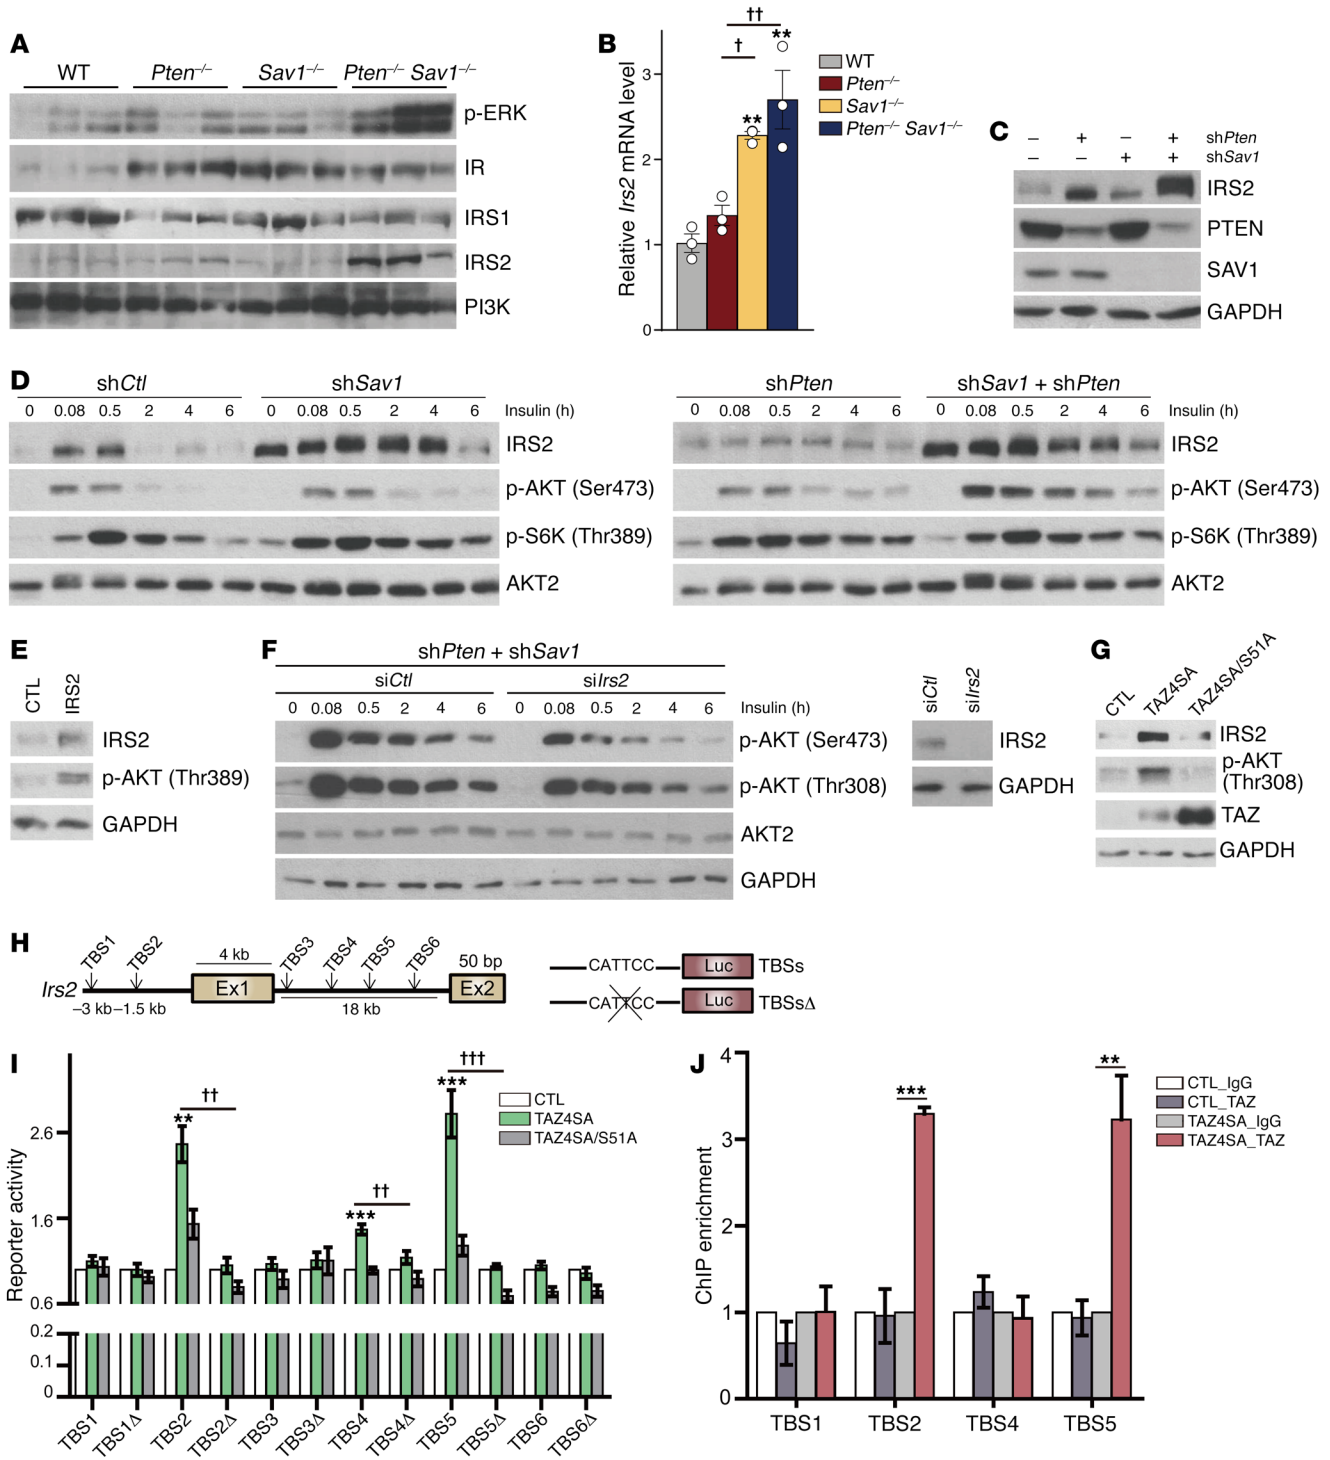 A
WT Pten–/– Sav1–/– Pten–/– Sav1–/–
p-ERK
IR
IRS1
IRS2
PI3K
B
Relative Irs2 mRNA level
3
2
1
0
††
†
**
**
WT
Pten–/–
Sav1–/–
Pten–/– Sav1–/–
C
– + – + shPten
– – + + shSav1
IRS2
PTEN
SAV1
GAPDH
D
shCtl shSav1
0 0.08 0.5 2 4 6 0 0.08 0.5 2 4 6 Insulin (h)
IRS2
p-AKT (Ser473)
p-S6K (Thr389)
AKT2
shPten shSav1 + shPten
0 0.08 0.5 2 4 6 0 0.08 0.5 2 4 6 Insulin (h)
IRS2
p-AKT (Ser473)
p-S6K (Thr389)
AKT2
E
CTL IRS2
IRS2
p-AKT (Thr389)
GAPDH
F
shPten + shSav1
siCtl siIrs2
0 0.08 0.5 2 4 6 0 0.08 0.5 2 4 6 Insulin (h)
p-AKT (Ser473)
p-AKT (Thr308)
AKT2
GAPDH
siCtl siIrs2
IRS2
GAPDH
G
CTL TAZ4SA TAZ4SA/S51A
IRS2
p-AKT
(Thr308)
TAZ
GAPDH
H
TBS1 TBS2 4 kb TBS3 TBS4 TBS5 TBS6 50 bp
Irs2 Ex1 Ex2
–3 kb –1.5 kb 18 kb
CATTCC Luc TBSs
CATTCC Luc TBSsΔ
I
Reporter activity
2.6
1.6
0.6
0.2
0.1
0
**
††
***
††
***
†††
CTL
TAZ4SA
TAZ4SA/S51A
TBS1 TBS1Δ TBS2 TBS2Δ TBS3 TBS3Δ TBS4 TBS4Δ TBS5 TBS5Δ TBS6 TBS6Δ
J
ChIP enrichment
4
3
2
1
0
***
**
CTL_IgG
CTL_TAZ
TAZ4SA_IgG
TAZ4SA_TAZ
TBS1 TBS2 TBS4 TBS5